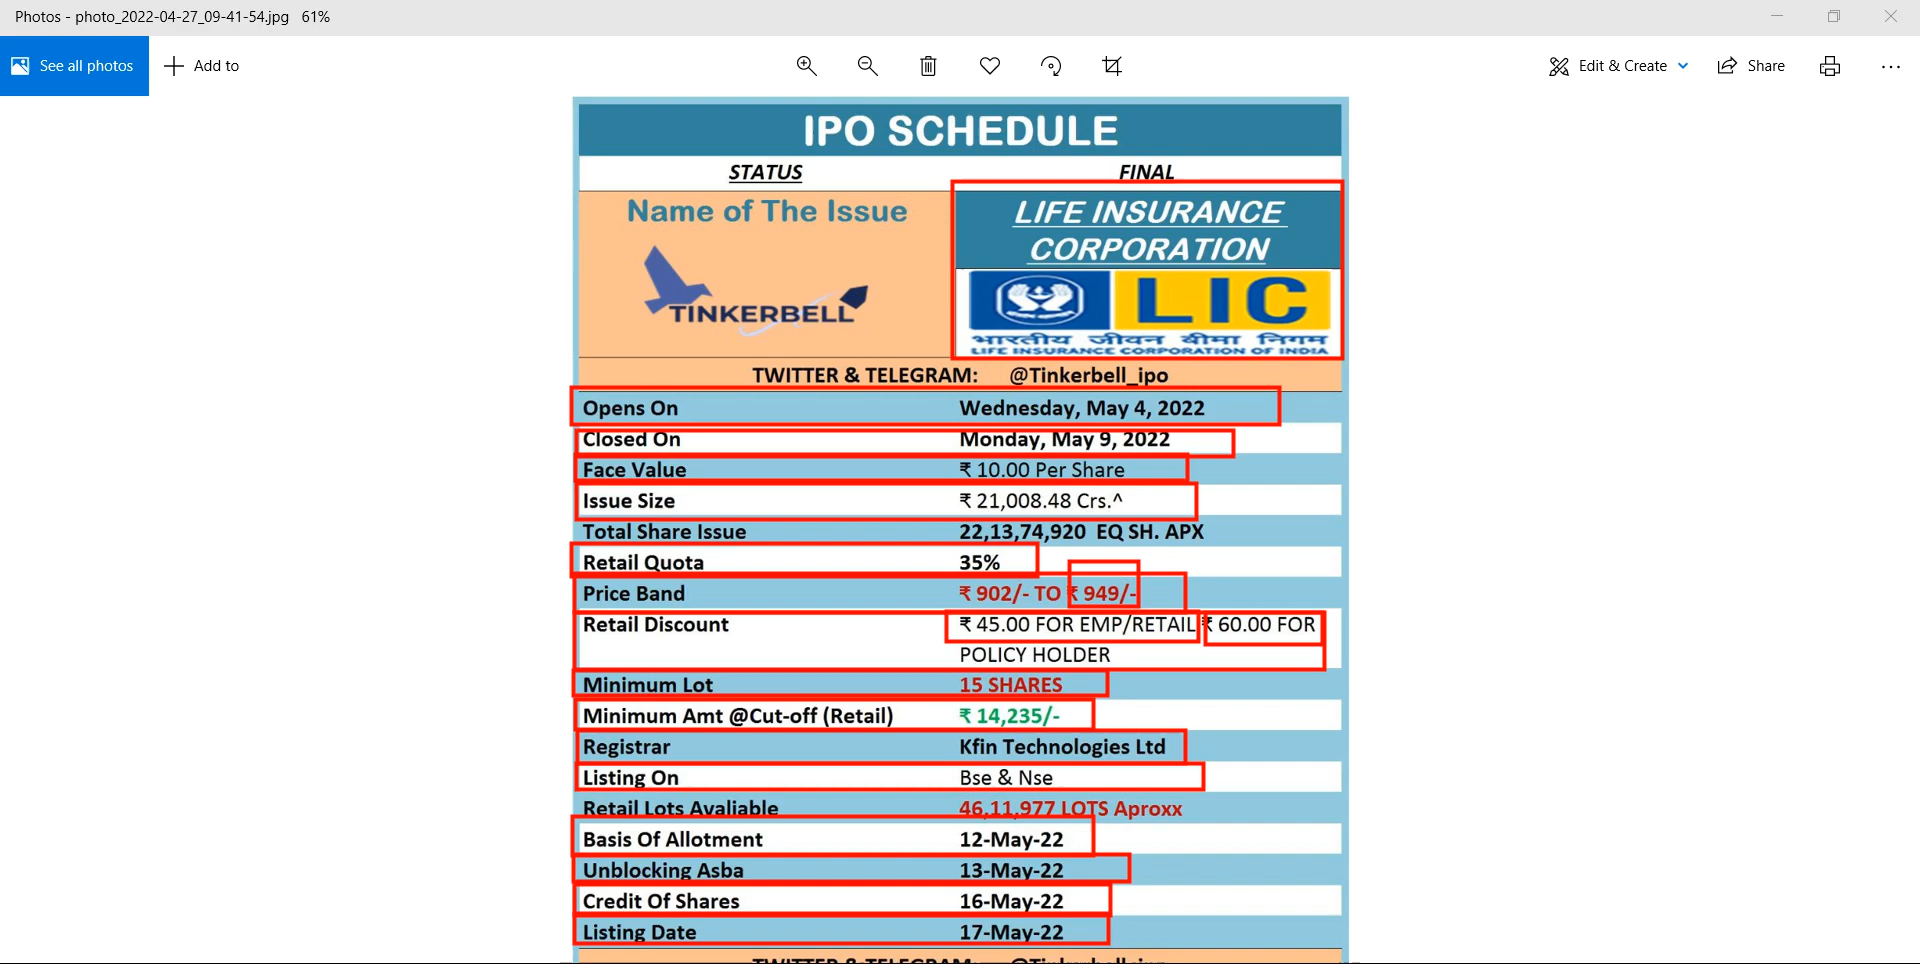 Photos - photo_2022-04-27_09-41-54.jpg 61%
See all photos
Add to
Edit & Create
Share
IPO SCHEDULE
STATUS FINAL
Name of The Issue
LIFE INSURANCE
CORPORATION
TINKERBELL
LIC
भारतीय जीवन बीमा निगम
LIFE INSURANCE CORPORATION OF INDIA
TWITTER & TELEGRAM: @Tinkerbell_ipo
Opens On Wednesday, May 4, 2022
Closed On Monday, May 9, 2022
Face Value ₹ 10.00 Per Share
Issue Size ₹ 21,008.48 Crs.^
Total Share Issue 22,13,74,920 EQ SH. APX
Retail Quota 35%
Price Band ₹ 902/- TO ₹ 949/-
Retail Discount ₹ 45.00 FOR EMP/RETAIL ₹ 60.00 FOR
POLICY HOLDER
Minimum Lot 15 SHARES
Minimum Amt @Cut-off (Retail) ₹ 14,235/-
Registrar Kfin Technologies Ltd
Listing On Bse & Nse
Retail Lots Avaliable 46,11,977 LOTS Aproxx
Basis Of Allotment 12-May-22
Unblocking Asba 13-May-22
Credit Of Shares 16-May-22
Listing Date 17-May-22